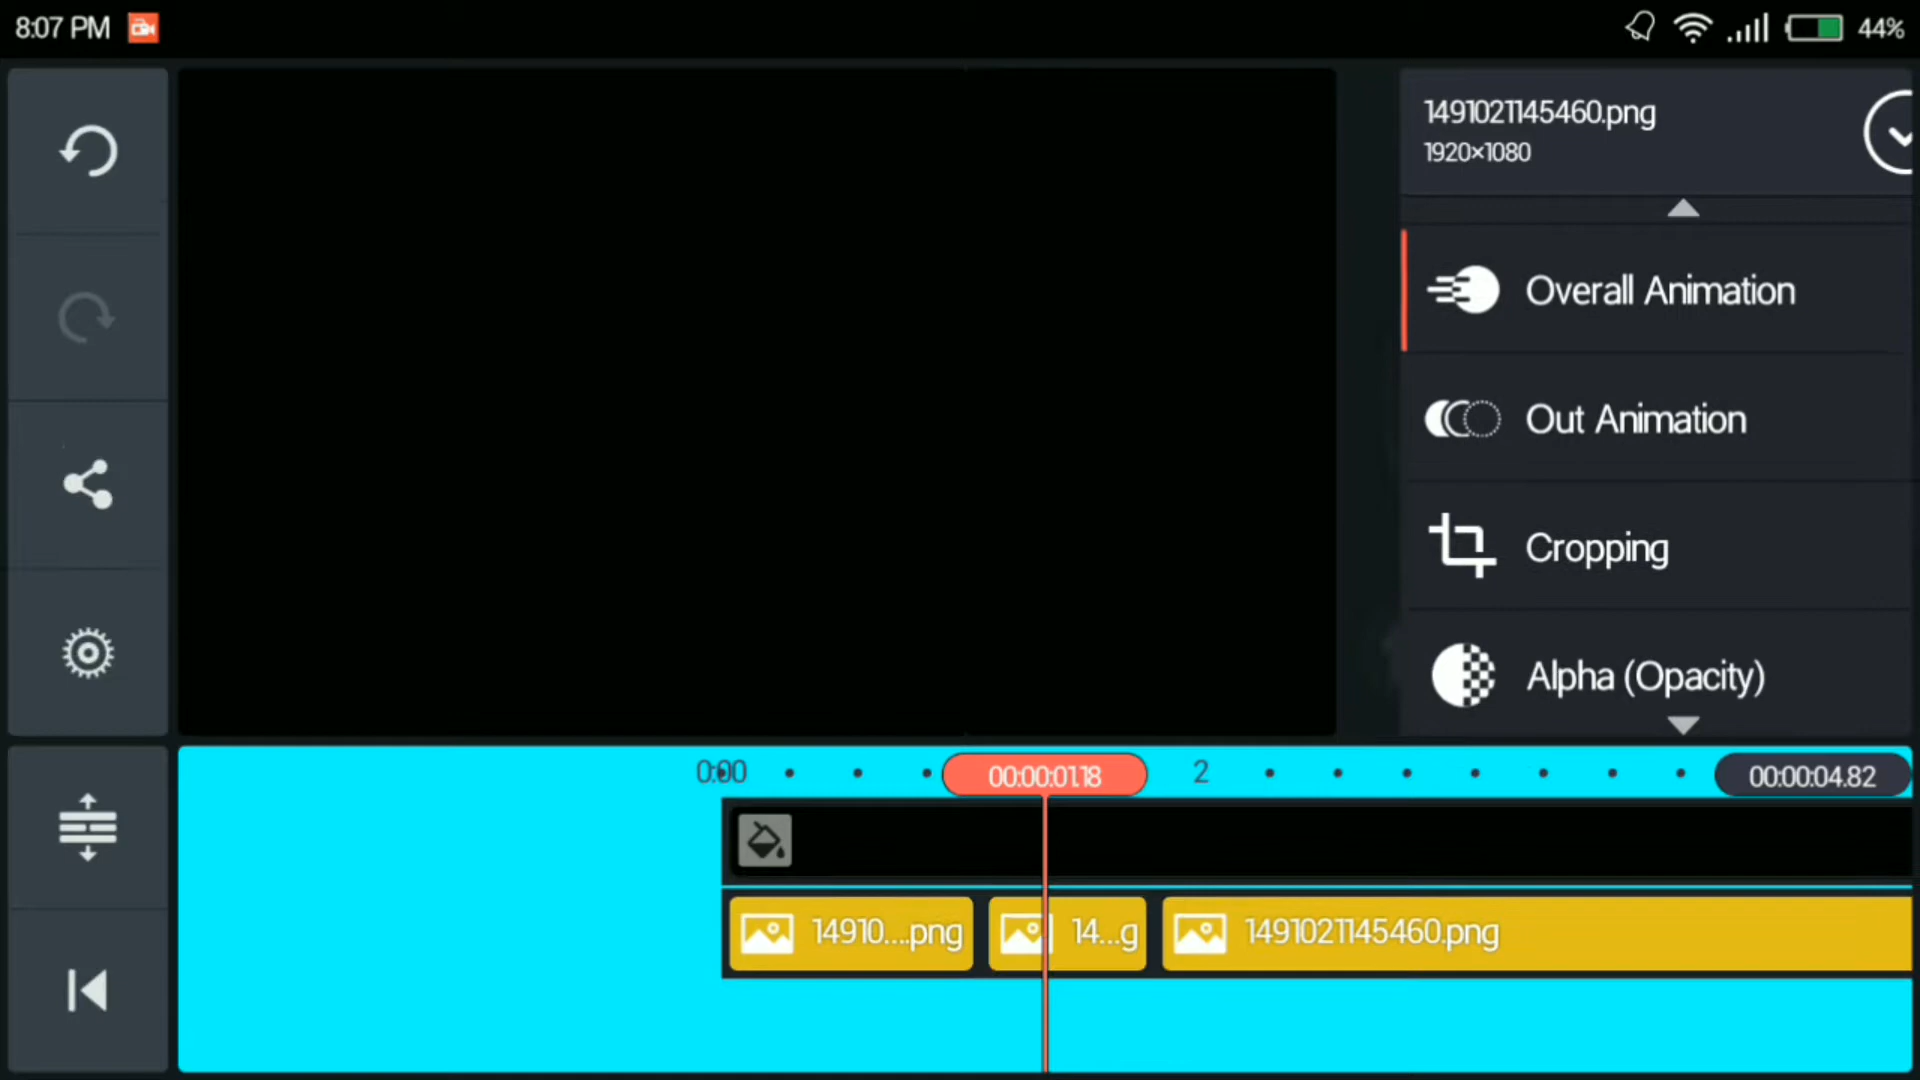 8:07 PM
44%
1491021145460.png
1920×1080
Overall Animation
Out Animation
Cropping
Alpha (Opacity)
0:00
00:00:01.18
2
00:00:04.82
14910....png
14...g
1491021145460.png